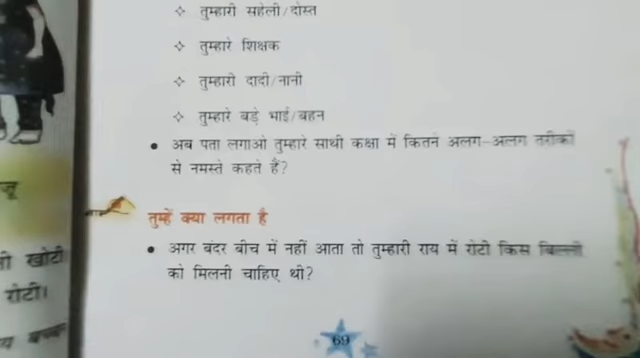 ❖ तुम्हारी सहेली/दोस्त
❖ तुम्हारे शिक्षक
❖ तुम्हारी दादी/नानी
❖ तुम्हारे बड़े भाई/बहन
• अब पता लगाओ तुम्हारे साथी कक्षा में कितने अलग-अलग तरीकों
से नमस्ते कहते हैं?
जू
तुम्हें क्या लगता है
• अगर बंदर बीच में नहीं आता तो तुम्हारी राय में रोटी किस बिल्ली
को मिलनी चाहिए थी?
खोटी
रोटी।
69